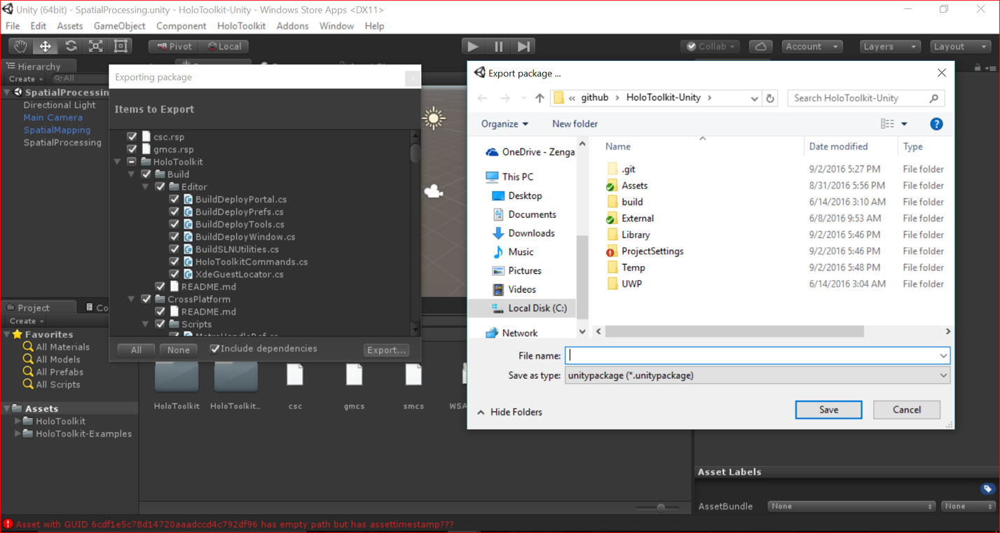 Unity (64bit) - SpatialProcessing.unity - HoloToolkit-Unity - Windows Store Apps <DX11>
File Edit Assets GameObject Component HoloToolkit Addons Window Help
Pivot Local Collab Account Layers Layout
Hierarchy
Create All
SpatialProcessin
Directional Light
Main Camera
SpatialMapping
SpatialProcessing
Exporting package
Items to Export
csc.rsp
gmcs.rsp
HoloToolkit
Build
Editor
BuildDeployPortal.cs
BuildDeployPrefs.cs
BuildDeployTools.cs
BuildDeployWindow.cs
BuildSLNUtilities.cs
HoloToolkitCommands.cs
XdeGuestLocator.cs
README.md
CrossPlatform
README.md
Scripts
All None Include dependencies Export...
Export package ...
« github > HoloToolkit-Unity > Search HoloToolkit-Unity
Organize New folder
OneDrive - Zenga
This PC
Desktop
Documents
Downloads
Music
Pictures
Videos
Local Disk (C:)
Network
Name Date modified Type
.git 9/2/2016 5:27 PM File folder
Assets 8/31/2016 5:56 PM File folder
build 6/14/2016 3:10 AM File folder
External 6/8/2016 9:53 AM File folder
Library 9/2/2016 5:46 PM File folder
ProjectSettings 9/2/2016 5:46 PM File folder
Temp 9/2/2016 5:48 PM File folder
UWP 6/14/2016 3:04 AM File folder
File name:
Save as type: unitypackage (*.unitypackage)
Hide Folders Save Cancel
Project Co
Create
Favorites
All Materials
All Models
All Prefabs
All Scripts
Assets
HoloToolkit
HoloToolkit-Examples
HoloToolkit HoloToolkit... csc gmcs smcs WSA
Asset Labels
AssetBundle None None
Asset with GUID 6cdf1e5c78d14720aaadccd4c792df96 has empty path but has assettimestamp???